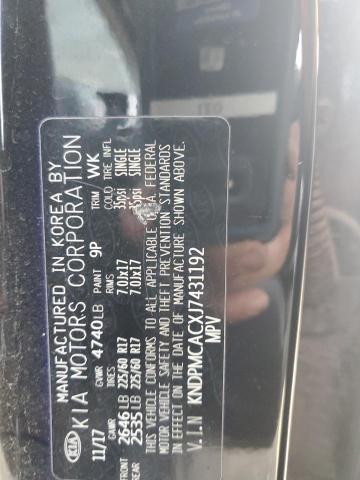 MANUFACTURED IN KOREA BY
KIA KIA MOTORS CORPORATION
11/17 GVWR 4740LB PAINT 9P TRIM WK
TIRES RIMS COLD TIRE INFL
FRONT 2646LB 225/60 R17 7.0Jx17 35psi SINGLE
REAR 2535LB 225/60 R17 7.0Jx17 35psi SINGLE
THIS VEHICLE CONFORMS TO ALL APPLICABLE U.S.A. FEDERAL
MOTOR VEHICLE SAFETY AND THEFT PREVENTION STANDARDS
IN EFFECT ON THE DATE OF MANUFACTURE SHOWN ABOVE.
V.I.N KNDPMCACXJ7431192
MPV